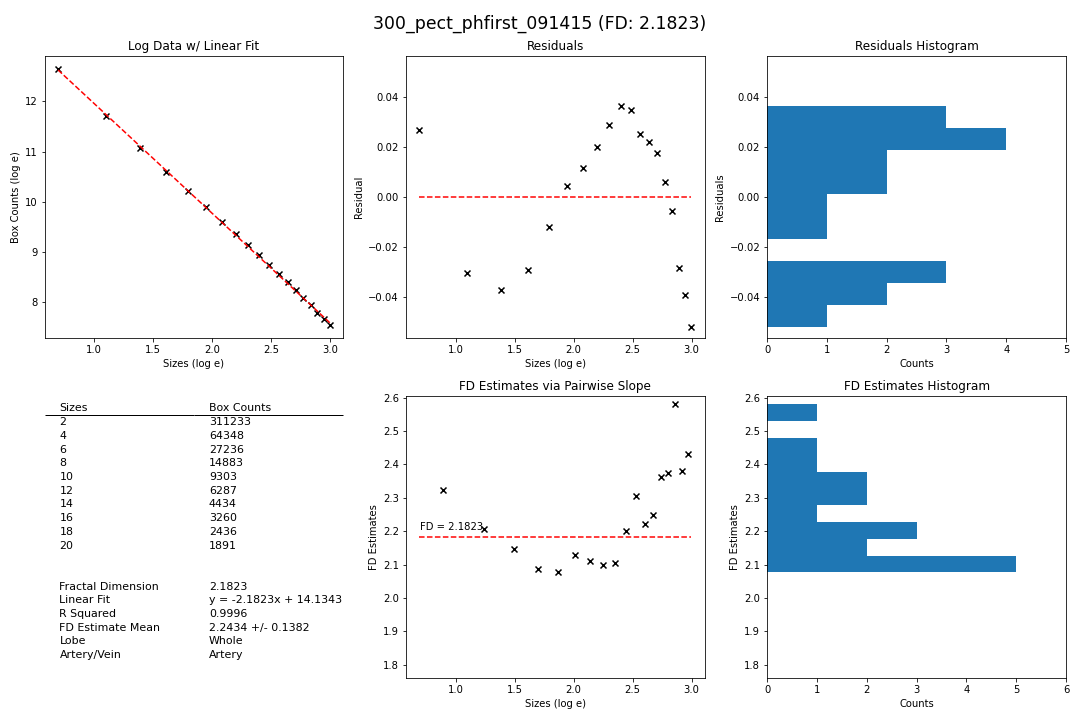 300_pect_phfirst_091415 (FD: 2.1823)
Log Data w/ Linear Fit
Box Counts (log e)
12
11
10
9
8
1.0 1.5 2.0 2.5 3.0
Sizes (log e)
Residuals
Residual
0.04
0.02
0.00
−0.02
−0.04
1.0 1.5 2.0 2.5 3.0
Sizes (log e)
Residuals Histogram
Residuals
0.04
0.02
0.00
−0.02
−0.04
0 1 2 3 4 5
Counts
Sizes Box Counts
2 311233
4 64348
6 27236
8 14883
10 9303
12 6287
14 4434
16 3260
18 2436
20 1891
Fractal Dimension 2.1823
Linear Fit y = -2.1823x + 14.1343
R Squared 0.9996
FD Estimate Mean 2.2434 +/- 0.1382
Lobe Whole
Artery/Vein Artery
FD Estimates via Pairwise Slope
FD Estimates
2.6
2.5
2.4
2.3
2.2
2.1
2.0
1.9
1.8
FD = 2.1823
1.0 1.5 2.0 2.5 3.0
Sizes (log e)
FD Estimates Histogram
FD Estimates
2.6
2.5
2.4
2.3
2.2
2.1
2.0
1.9
1.8
0 1 2 3 4 5 6
Counts